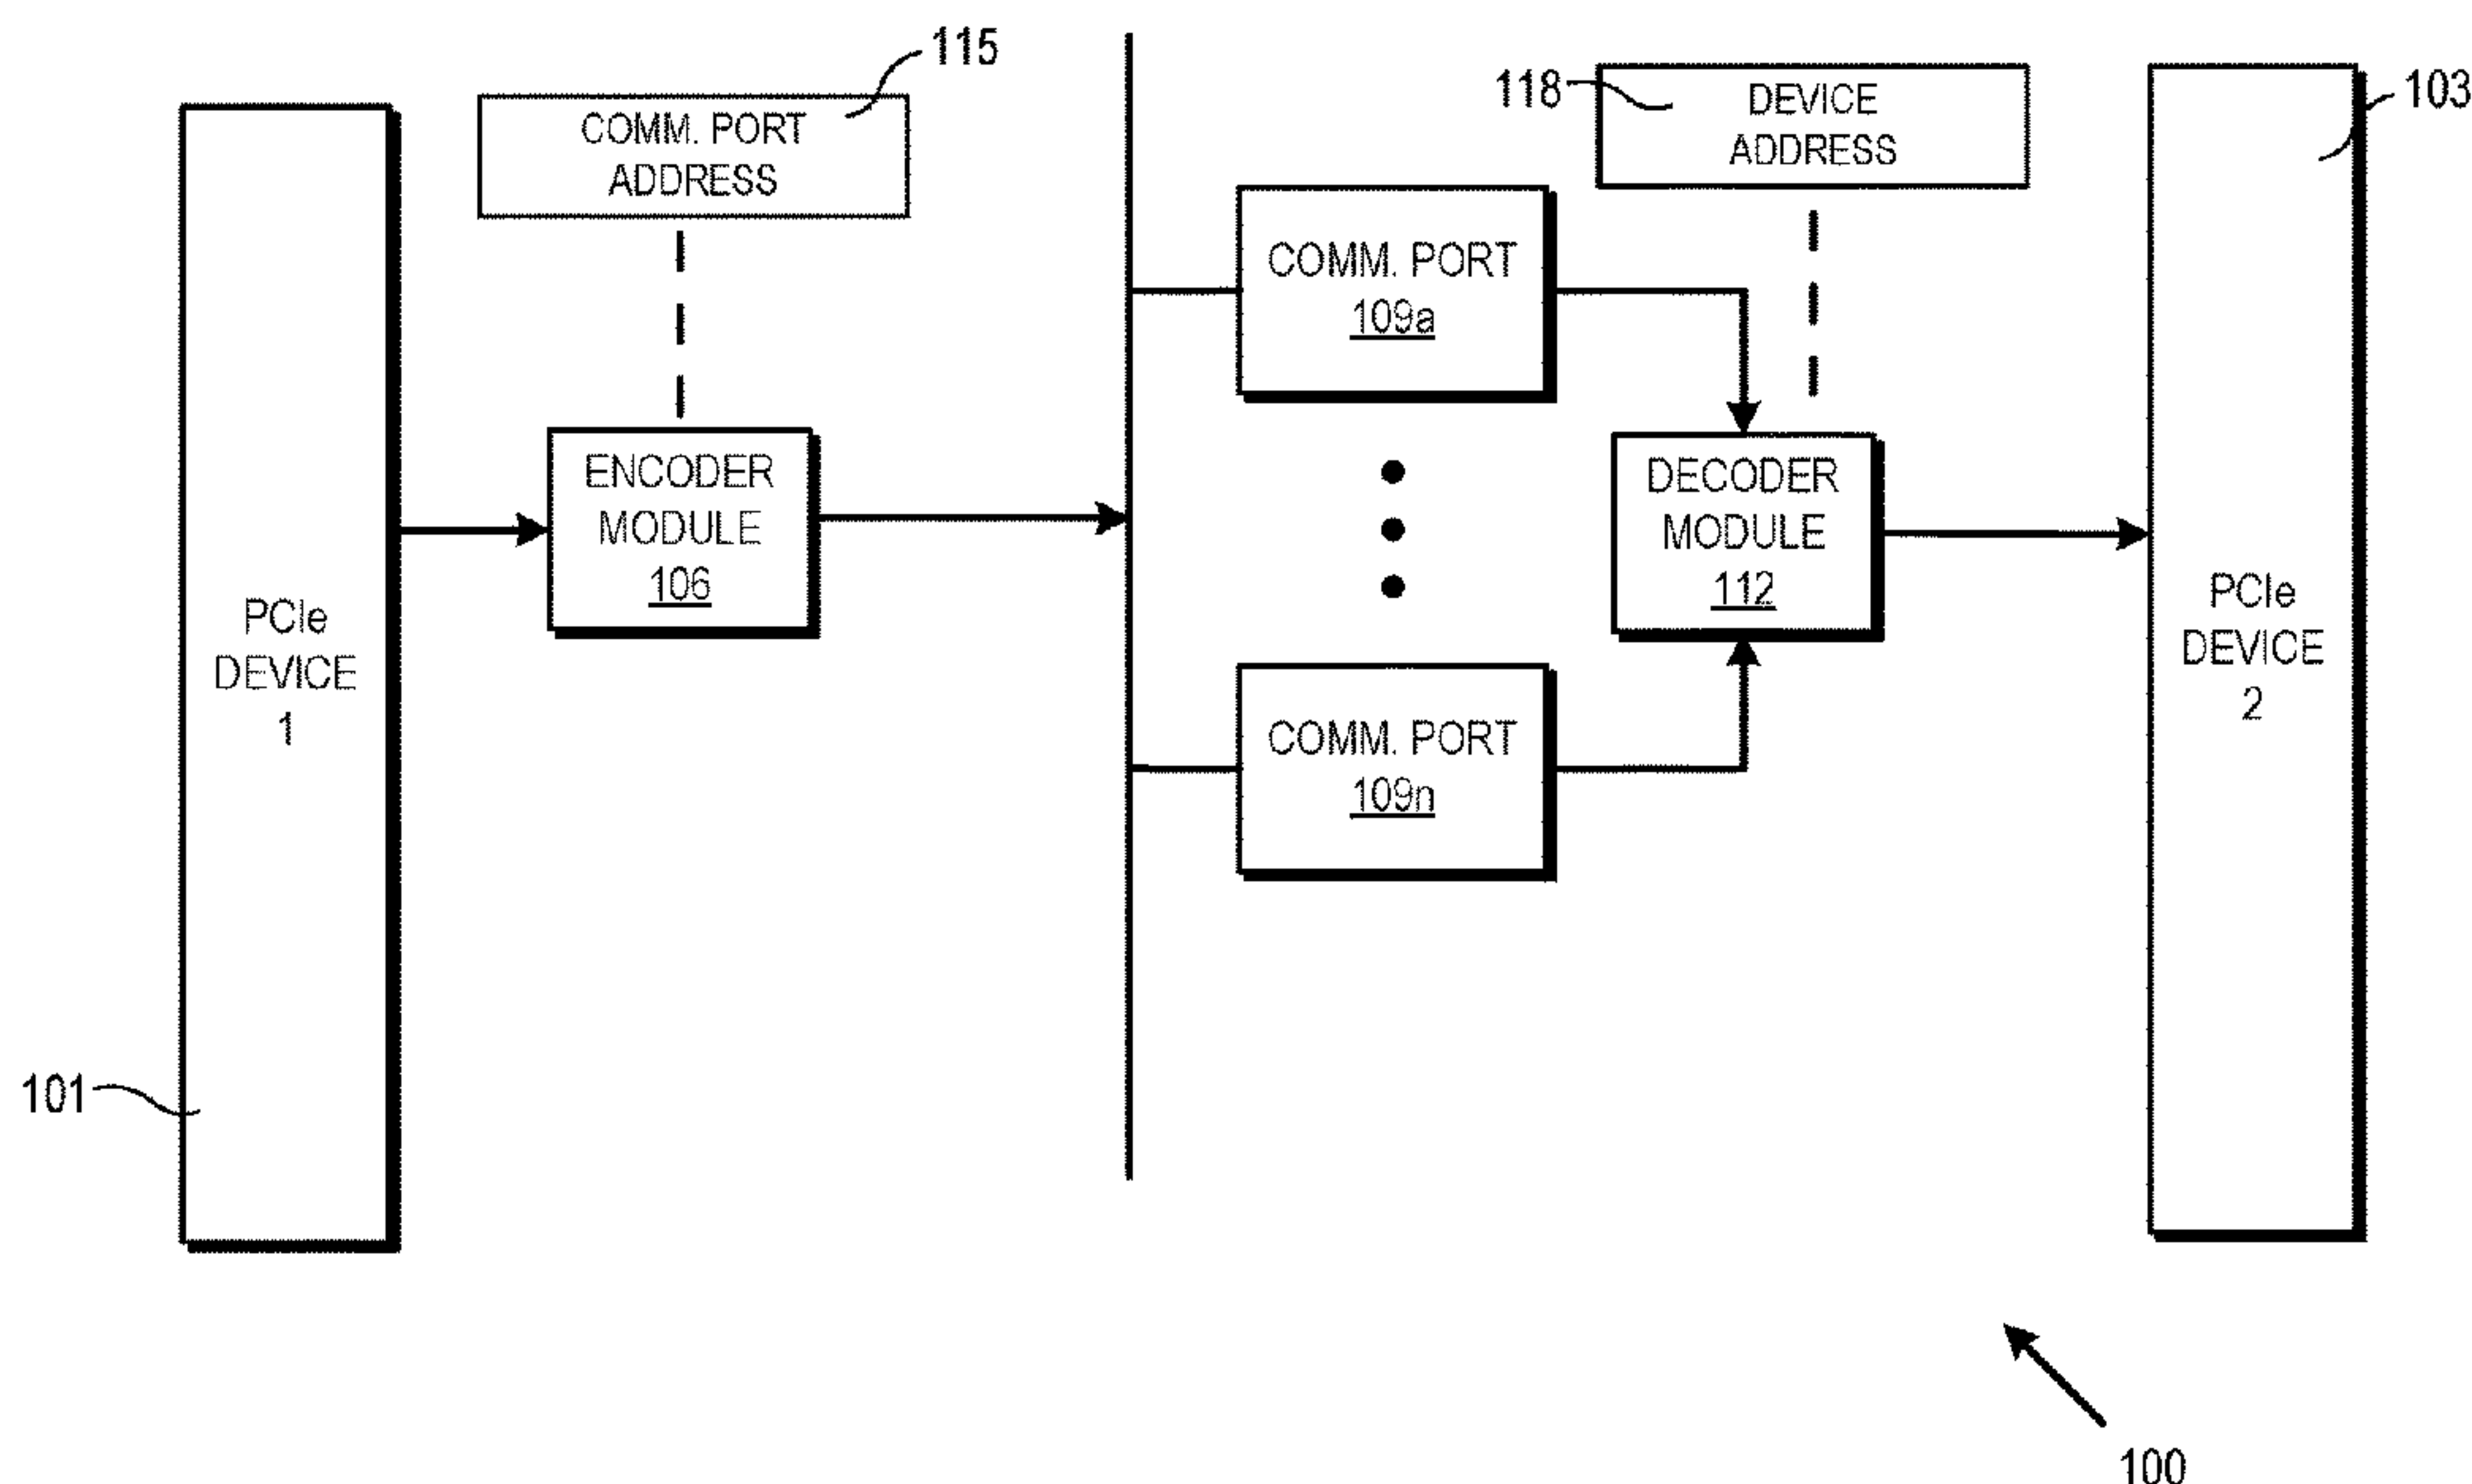 115
COMM. PORT
ADDRESS
118
DEVICE
ADDRESS
103
COMM. PORT
109a
ENCODER
MODULE
106
DECODER
MODULE
112
PCIe
DEVICE
1
PCIe
DEVICE
2
COMM. PORT
109n
101
100